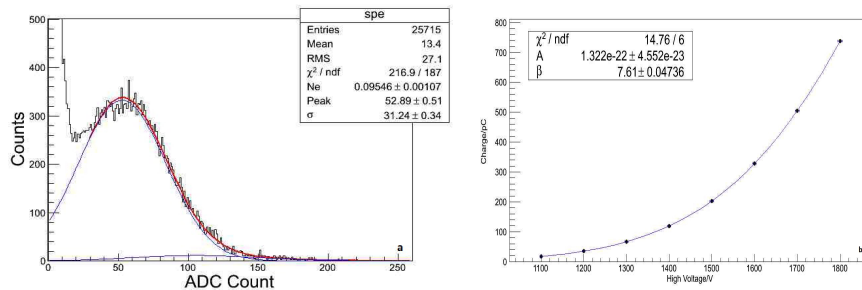 spe
Entries 25715
Mean 13.4
RMS 27.1
χ² / ndf 216.9 / 187
Ne 0.09546 ± 0.00107
Peak 52.89 ± 0.51
σ 31.24 ± 0.34
Counts
500
400
300
200
100
0
0 50 100 150 200 250
ADC Count
a
χ² / ndf 14.76 / 6
A 1.322e-22 ± 4.552e-23
β 7.61 ± 0.04736
Charge/pC
800
700
600
500
400
300
200
100
0
1100 1200 1300 1400 1500 1600 1700 1800
High Voltage/V
b